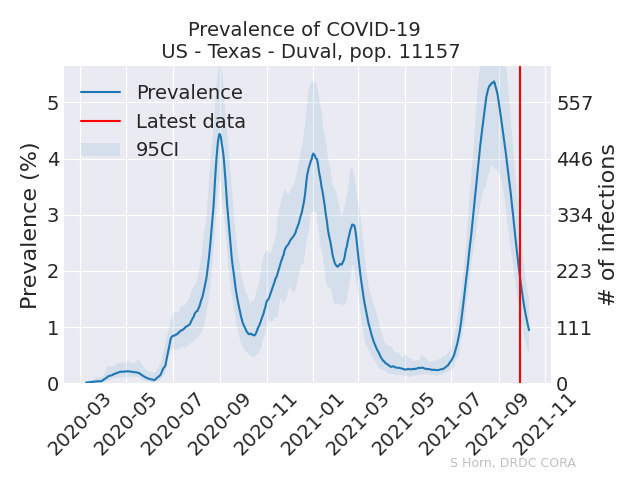 Prevalence of COVID-19
US - Texas - Duval, pop. 11157
Prevalence
Latest data
95CI
Prevalence (%)
5
4
3
2
1
0
557
446
334
223
111
0
# of infections
2020-03
2020-05
2020-07
2020-09
2020-11
2021-01
2021-03
2021-05
2021-07
2021-09
2021-11
S Horn, DRDC CORA